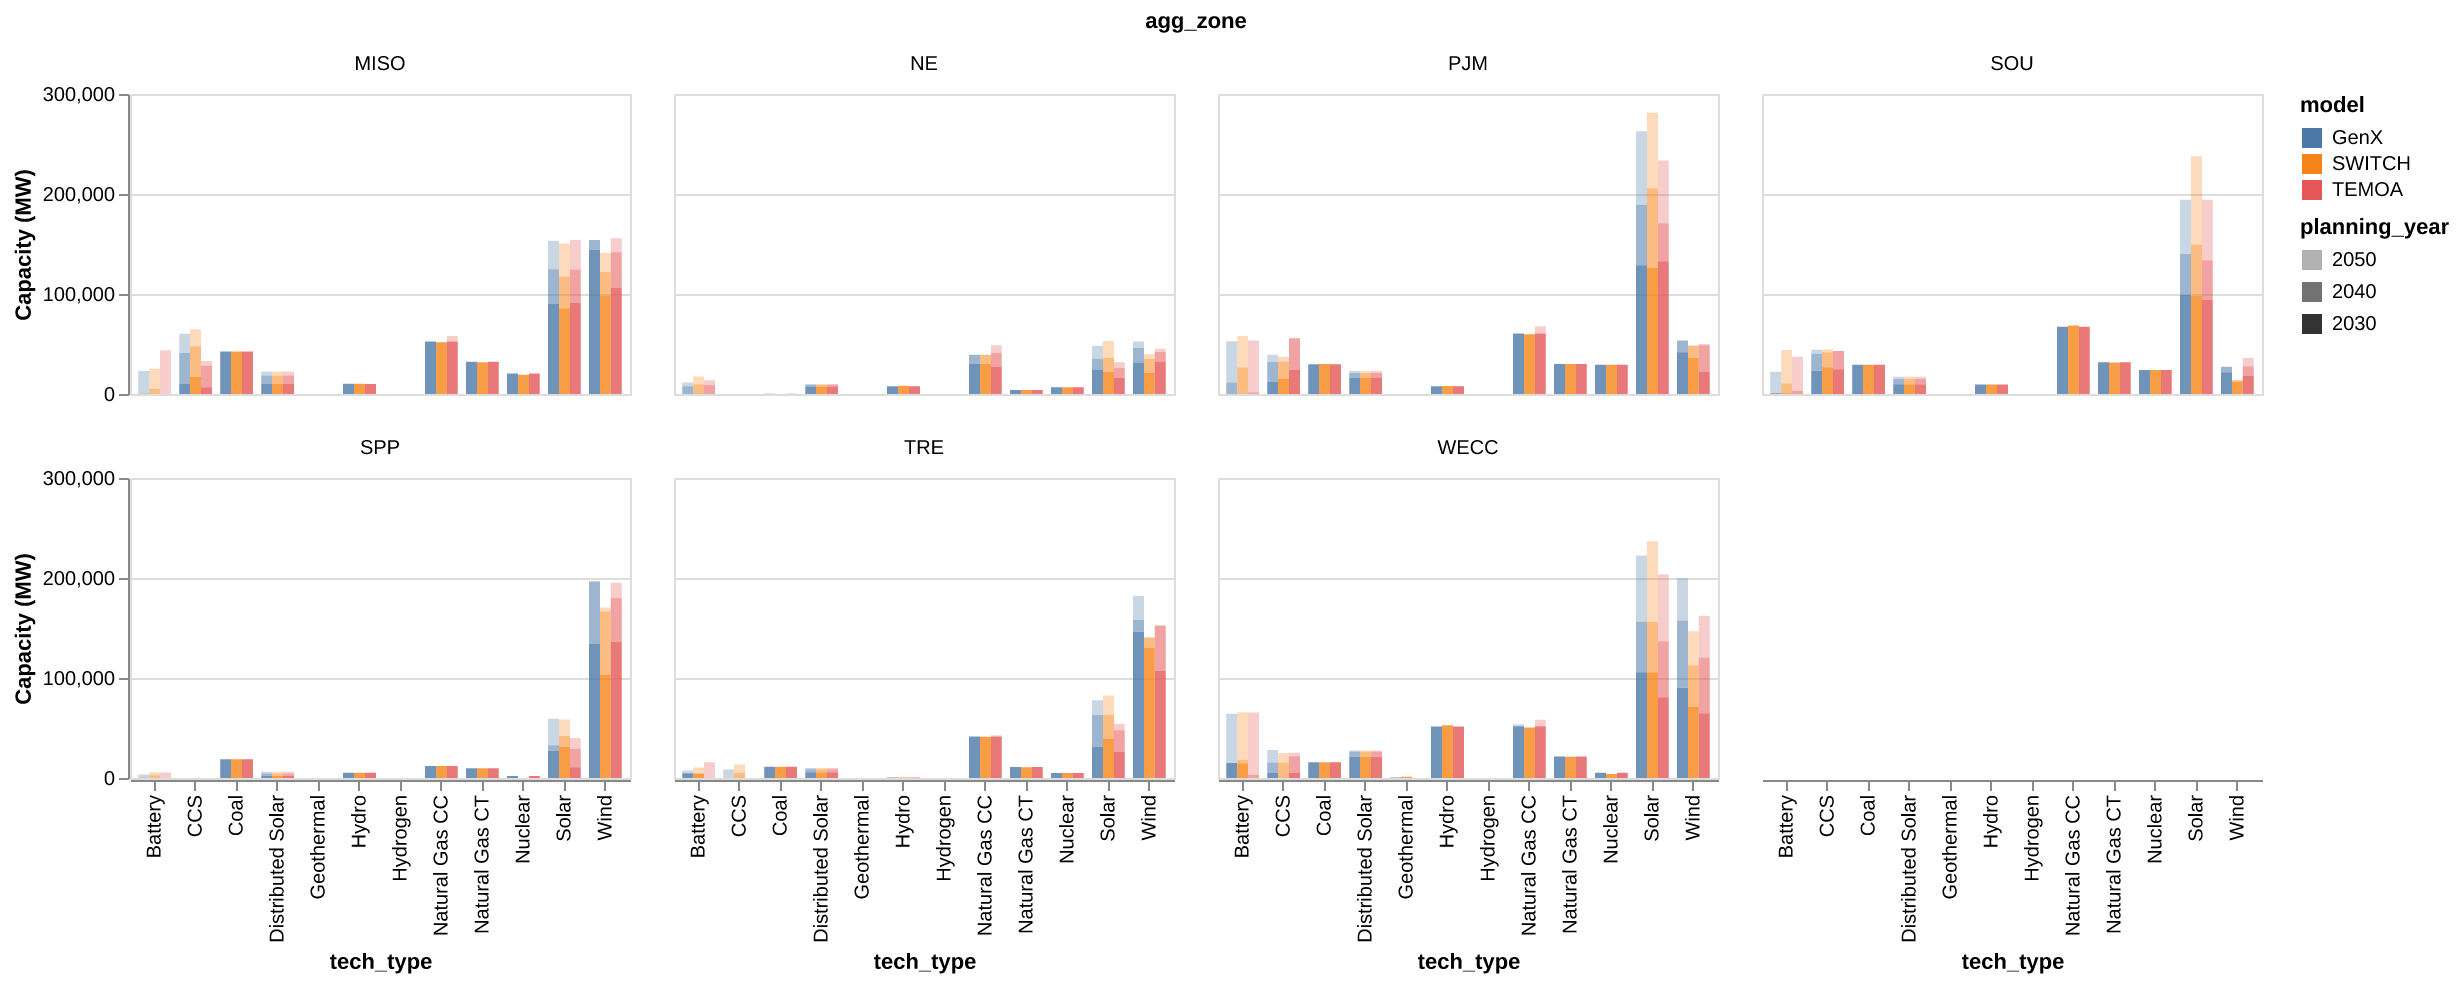 agg_zone
MISO
NE
PJM
SOU
300,000
200,000
100,000
0
Capacity (MW)
model
GenX
SWITCH
TEMOA
planning_year
2050
2040
2030
SPP
TRE
WECC
300,000
200,000
100,000
0
Capacity (MW)
Battery
CCS
Coal
Distributed Solar
Geothermal
Hydro
Hydrogen
Natural Gas CC
Natural Gas CT
Nuclear
Solar
Wind
tech_type
Battery
CCS
Coal
Distributed Solar
Geothermal
Hydro
Hydrogen
Natural Gas CC
Natural Gas CT
Nuclear
Solar
Wind
tech_type
Battery
CCS
Coal
Distributed Solar
Geothermal
Hydro
Hydrogen
Natural Gas CC
Natural Gas CT
Nuclear
Solar
Wind
tech_type
Battery
CCS
Coal
Distributed Solar
Geothermal
Hydro
Hydrogen
Natural Gas CC
Natural Gas CT
Nuclear
Solar
Wind
tech_type